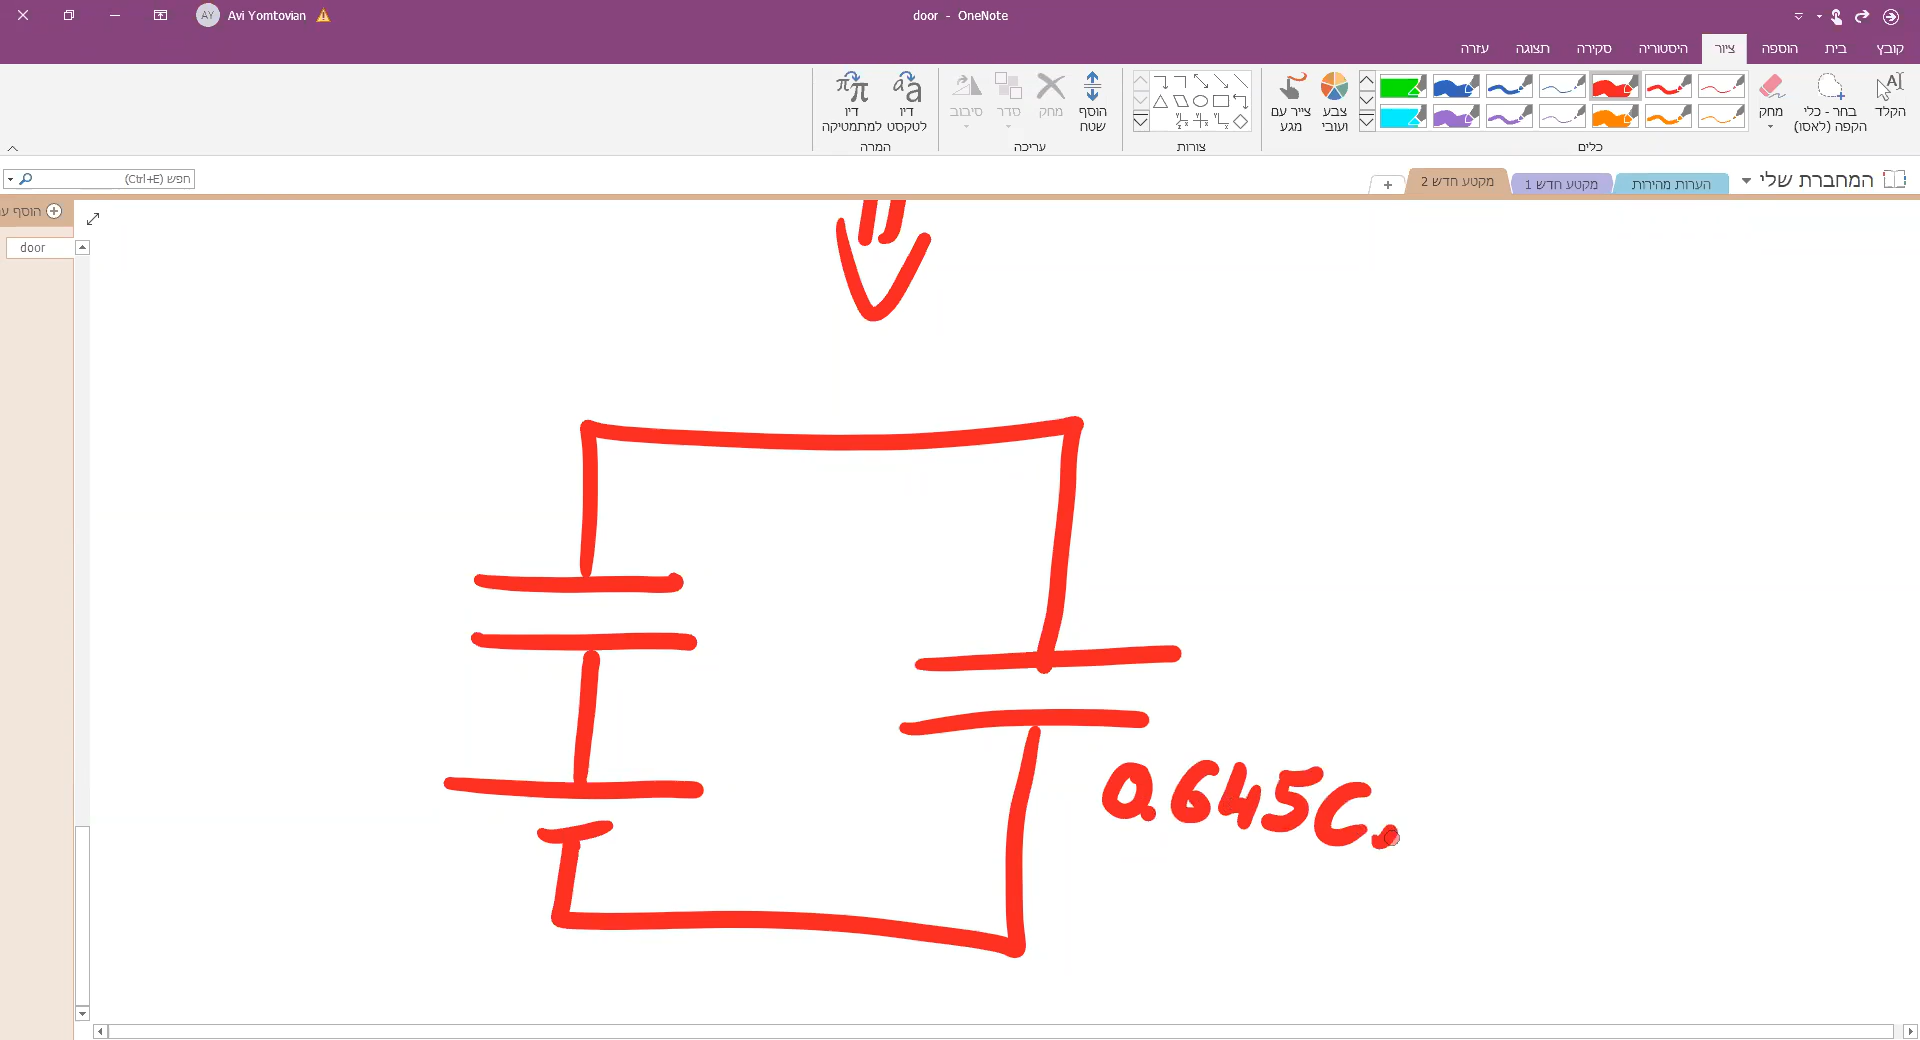 AY Avi Yomtovian
door - OneNote
קובץ בית הוספה ציור היסטוריה סקירה תצוגה עזרה
הקלד
בחר - כלי הקפה (לאסו)
מחק
כלים
צבע ועובי
צייר עם מגע
צורות
הוסף שטח
מחק
סדר
סיבוב
עריכה
דיו לטקסט
דיו למתמטיקה
המרה
המחברת שלי
הערות מהירות
מקטע חדש 1
מקטע חדש 2
חפש (Ctrl+E)
door
0.645C.